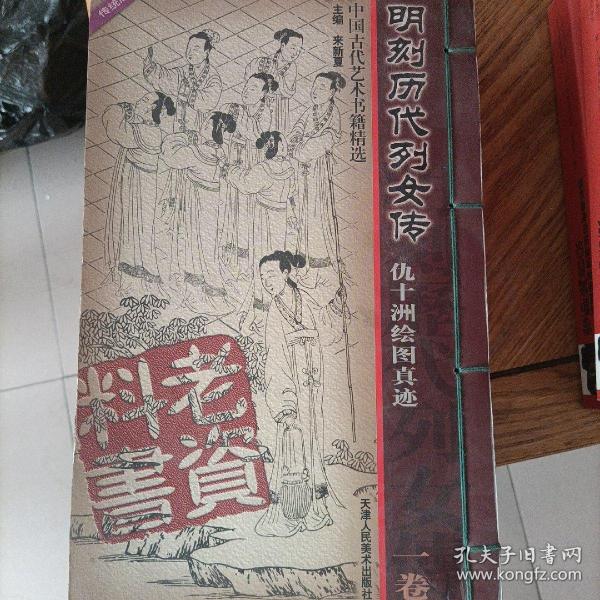 明刻历代列女传
仇十洲绘图真迹
一卷
中国古代艺术书籍精选
主编 来新夏
传统
老资料书
天津人民美术出版社
孔夫子旧书网
www.kongfz.com